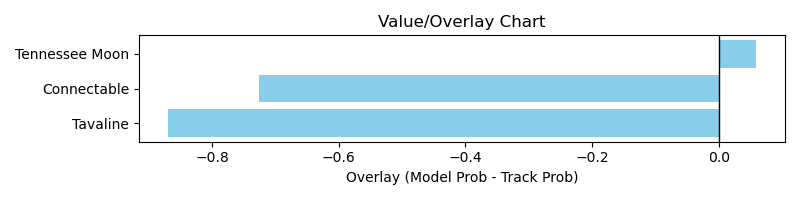 Value/Overlay Chart
Tennessee Moon
Connectable
Tavaline
−0.8 −0.6 −0.4 −0.2 0.0
Overlay (Model Prob - Track Prob)